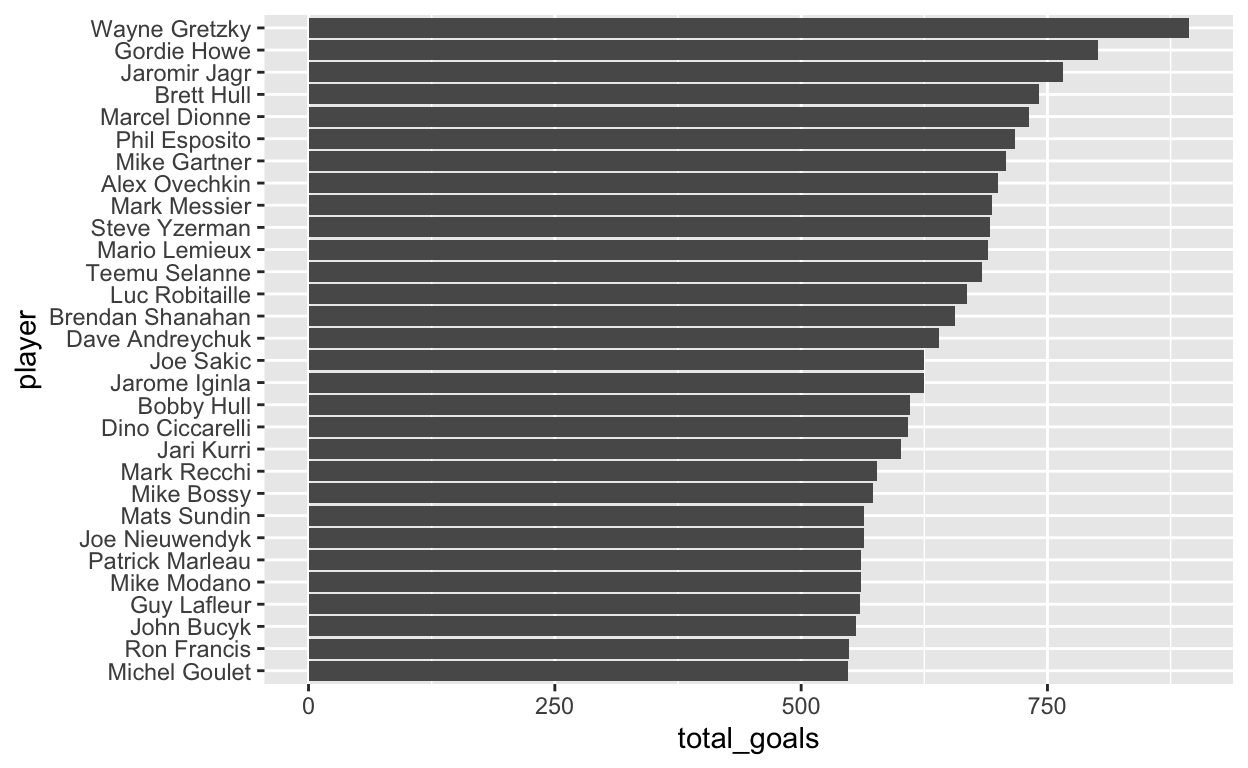 Wayne Gretzky
Gordie Howe
Jaromir Jagr
Brett Hull
Marcel Dionne
Phil Esposito
Mike Gartner
Alex Ovechkin
Mark Messier
Steve Yzerman
Mario Lemieux
Teemu Selanne
Luc Robitaille
Brendan Shanahan
Dave Andreychuk
Joe Sakic
Jarome Iginla
Bobby Hull
Dino Ciccarelli
Jari Kurri
Mark Recchi
Mike Bossy
Mats Sundin
Joe Nieuwendyk
Patrick Marleau
Mike Modano
Guy Lafleur
John Bucyk
Ron Francis
Michel Goulet
player
0 250 500 750
total_goals